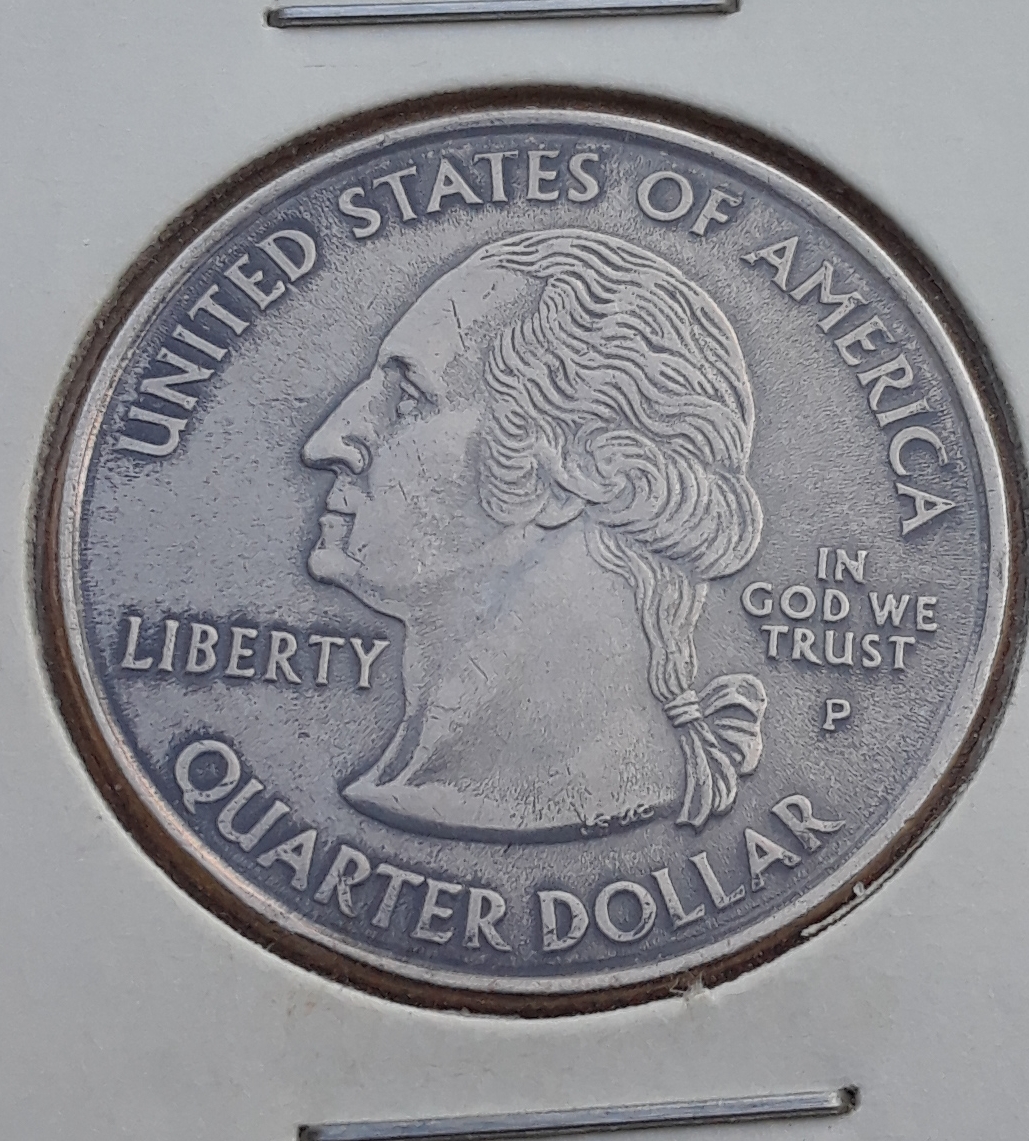 UNITED STATES OF AMERICA
LIBERTY
IN
GOD WE
TRUST
P
QUARTER DOLLAR